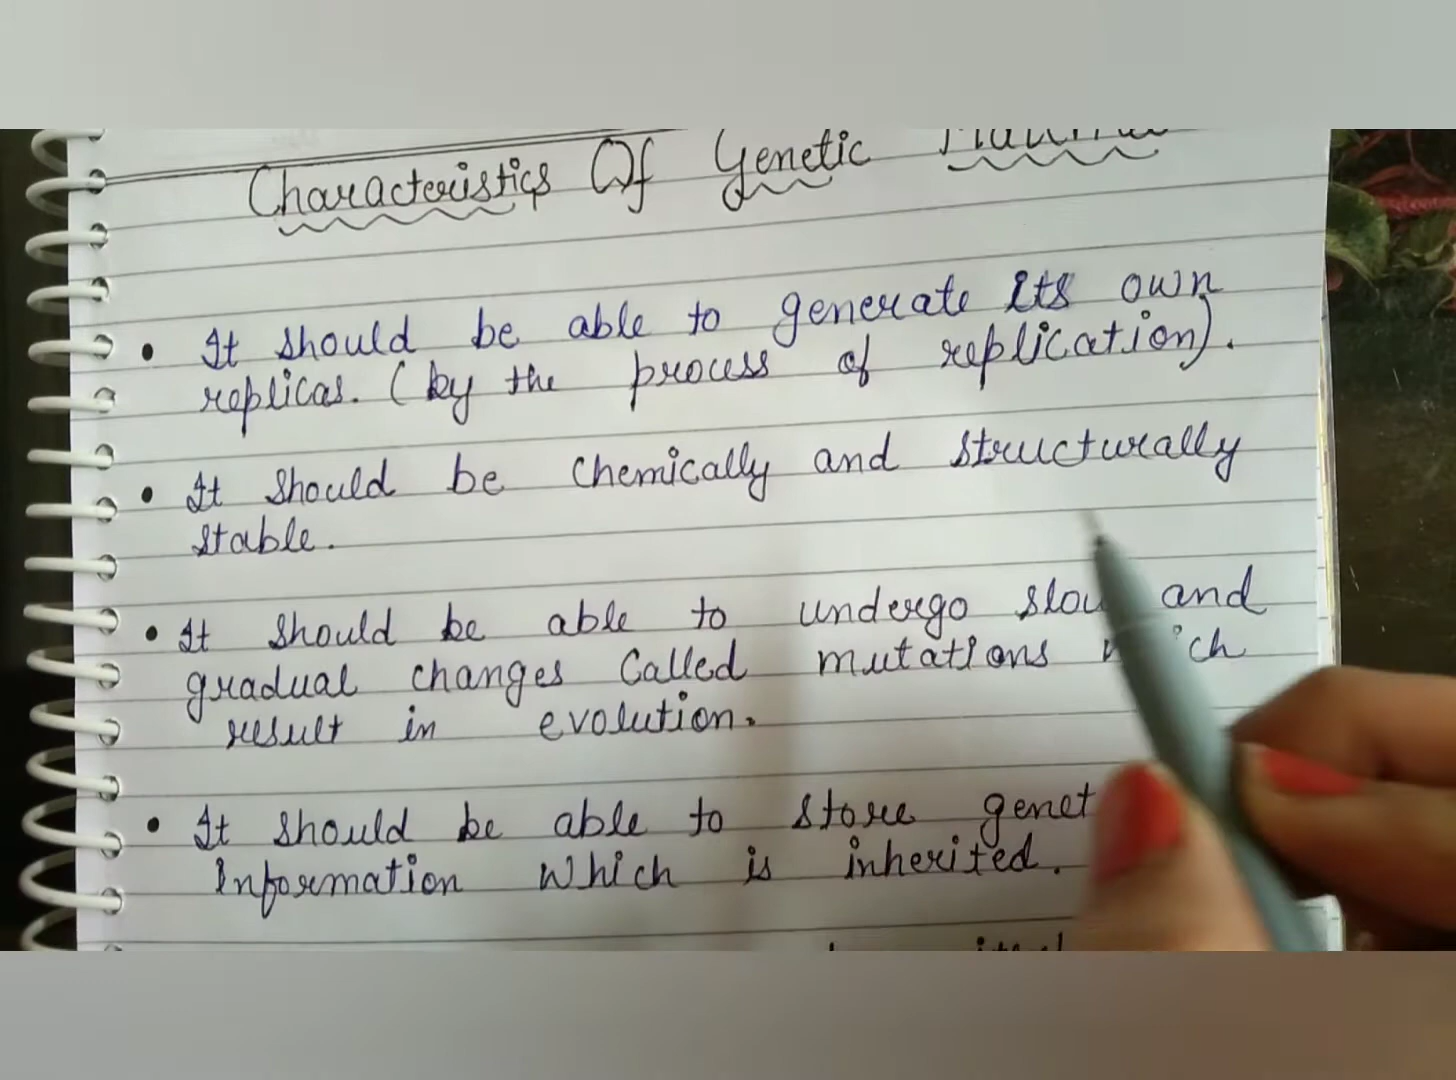 Characteristics Of Genetic
• It should be able to generate its own
replicas. (by the process of replication).
• It should be chemically and structurally
stable.
• It should be able to undergo slow and
gradual changes called mutations which
result in evolution.
• It should be able to store
Information which is inherited.